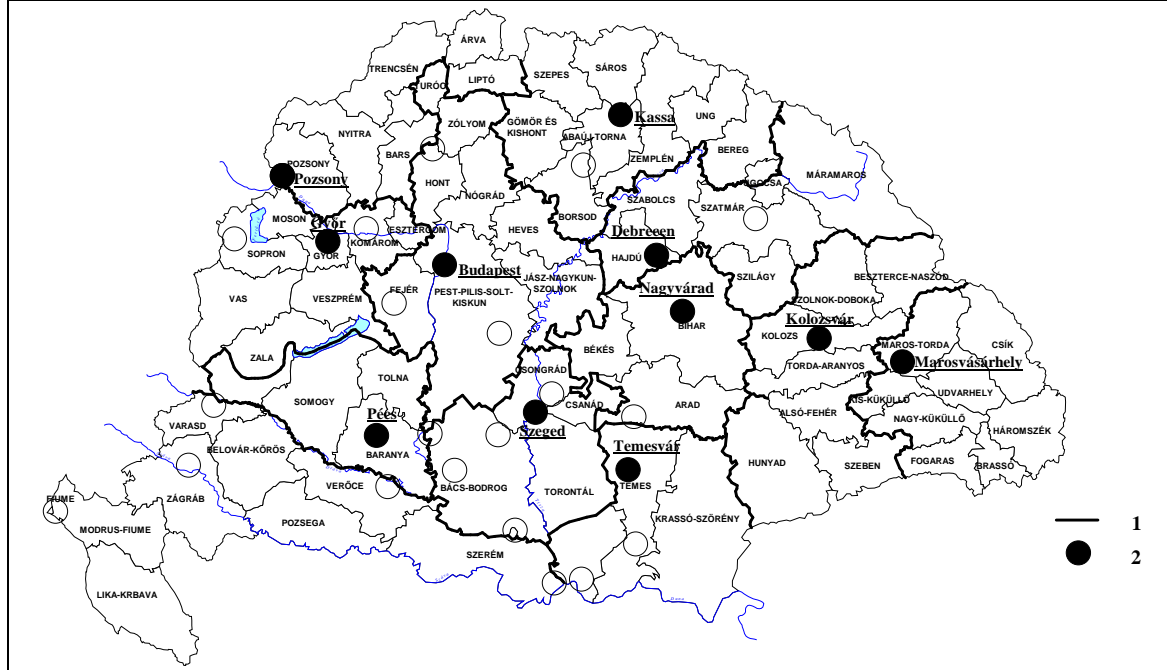 ÁRVA
TRENCSÉN
SZEPES
SÁROS
TURÓC
LIPTÓ
NYITRA
ZÓLYOM
GÖMÖR ÉS
KISHONT
Kassa
UNG
ABAÚJ-TORNA
BARS
ZEMPLÉN
BEREG
POZSONY
Pozsony
HONT
MÁRAMAROS
UGOCSA
NÓGRÁD
SZABOLCS
SZATMÁR
MOSON
BORSOD
Győr
ESZTERGOM
KOMÁROM
HEVES
Debrecen
SOPRON
GYŐR
HAJDÚ
Budapest
SZILÁGY
BESZTERCE-NASZÓD
FEJÉR
JÁSZ-NAGYKUN-
SZOLNOK
PEST-PILIS-SOLT-
KISKUN
Nagyvárad
VAS
VESZPRÉM
SZOLNOK-DOBOKA
BIHAR
Kolozsvár
KOLOZS
MAROS-TORDA
CSÍK
ZALA
BÉKÉS
Marosvásárhely
TORDA-ARANYOS
CSONGRÁD
TOLNA
UDVARHELY
SOMOGY
CSANÁD
ARAD
ALSÓ-FEHÉR
KIS-KÜKÜLLŐ
Pécs
NAGY-KÜKÜLLŐ
VARASD
Szeged
HÁROMSZÉK
BELOVÁR-KŐRÖS
Temesvár
BARANYA
HUNYAD
FOGARAS
SZEBEN
BRASSÓ
ZÁGRÁB
VERŐCE
BÁCS-BODROG
TEMES
TORONTÁL
FIUME
KRASSÓ-SZÖRÉNY
MODRUS-FIUME
POZSEGA
1
SZERÉM
2
LIKA-KRBAVA